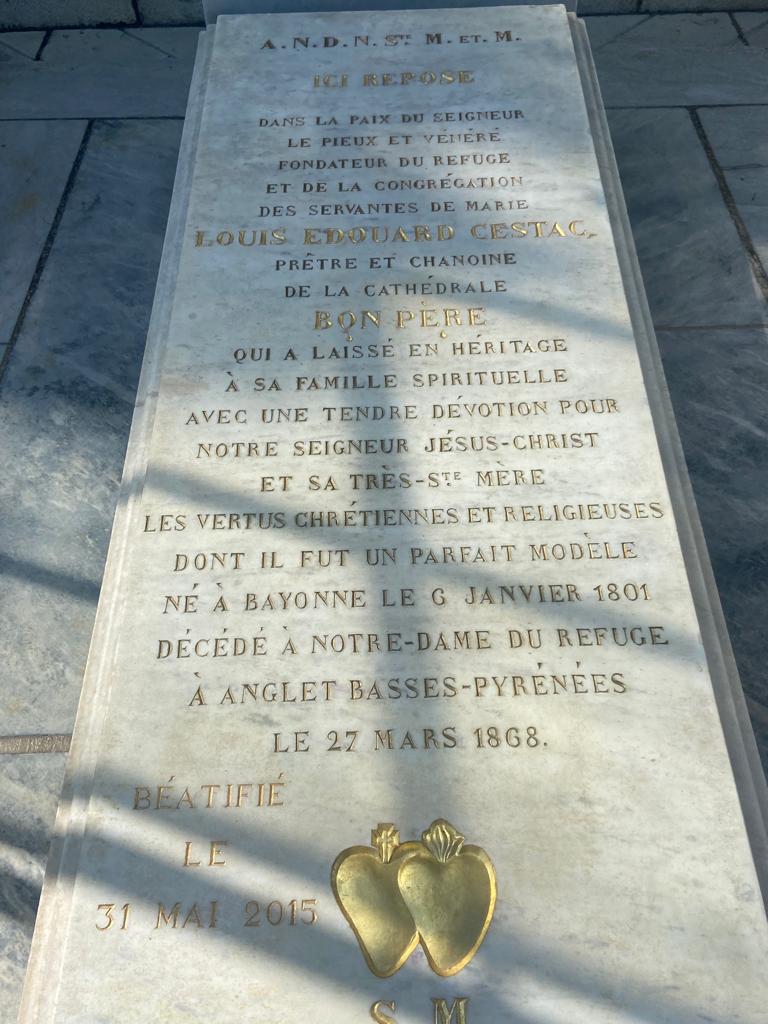 A.N.D.N. STE M. ET. M.
ICI REPOSE
DANS LA PAIX DU SEIGNEUR
LE PIEUX ET VÉNÉRÉ
FONDATEUR DU REFUGE
ET DE LA CONGRÉGATION
DES SERVANTES DE MARIE
LOUIS EDOUARD CESTAC,
PRÊTRE ET CHANOINE
DE LA CATHÉDRALE
BON PÈRE
QUI A LAISSÉ EN HÉRITAGE
À SA FAMILLE SPIRITUELLE
AVEC UNE TENDRE DÉVOTION POUR
NOTRE SEIGNEUR JÉSUS-CHRIST
ET SA TRÈS-STE MÈRE
LES VERTUS CHRÉTIENNES ET RELIGIEUSES
DONT IL FUT UN PARFAIT MODÈLE
NÉ À BAYONNE LE 6 JANVIER 1801
DÉCÉDÉ À NOTRE-DAME DU REFUGE
À ANGLET BASSES-PYRÉNÉES
LE 27 MARS 1868.
BÉATIFIÉ
LE
31 MAI 2015
S M